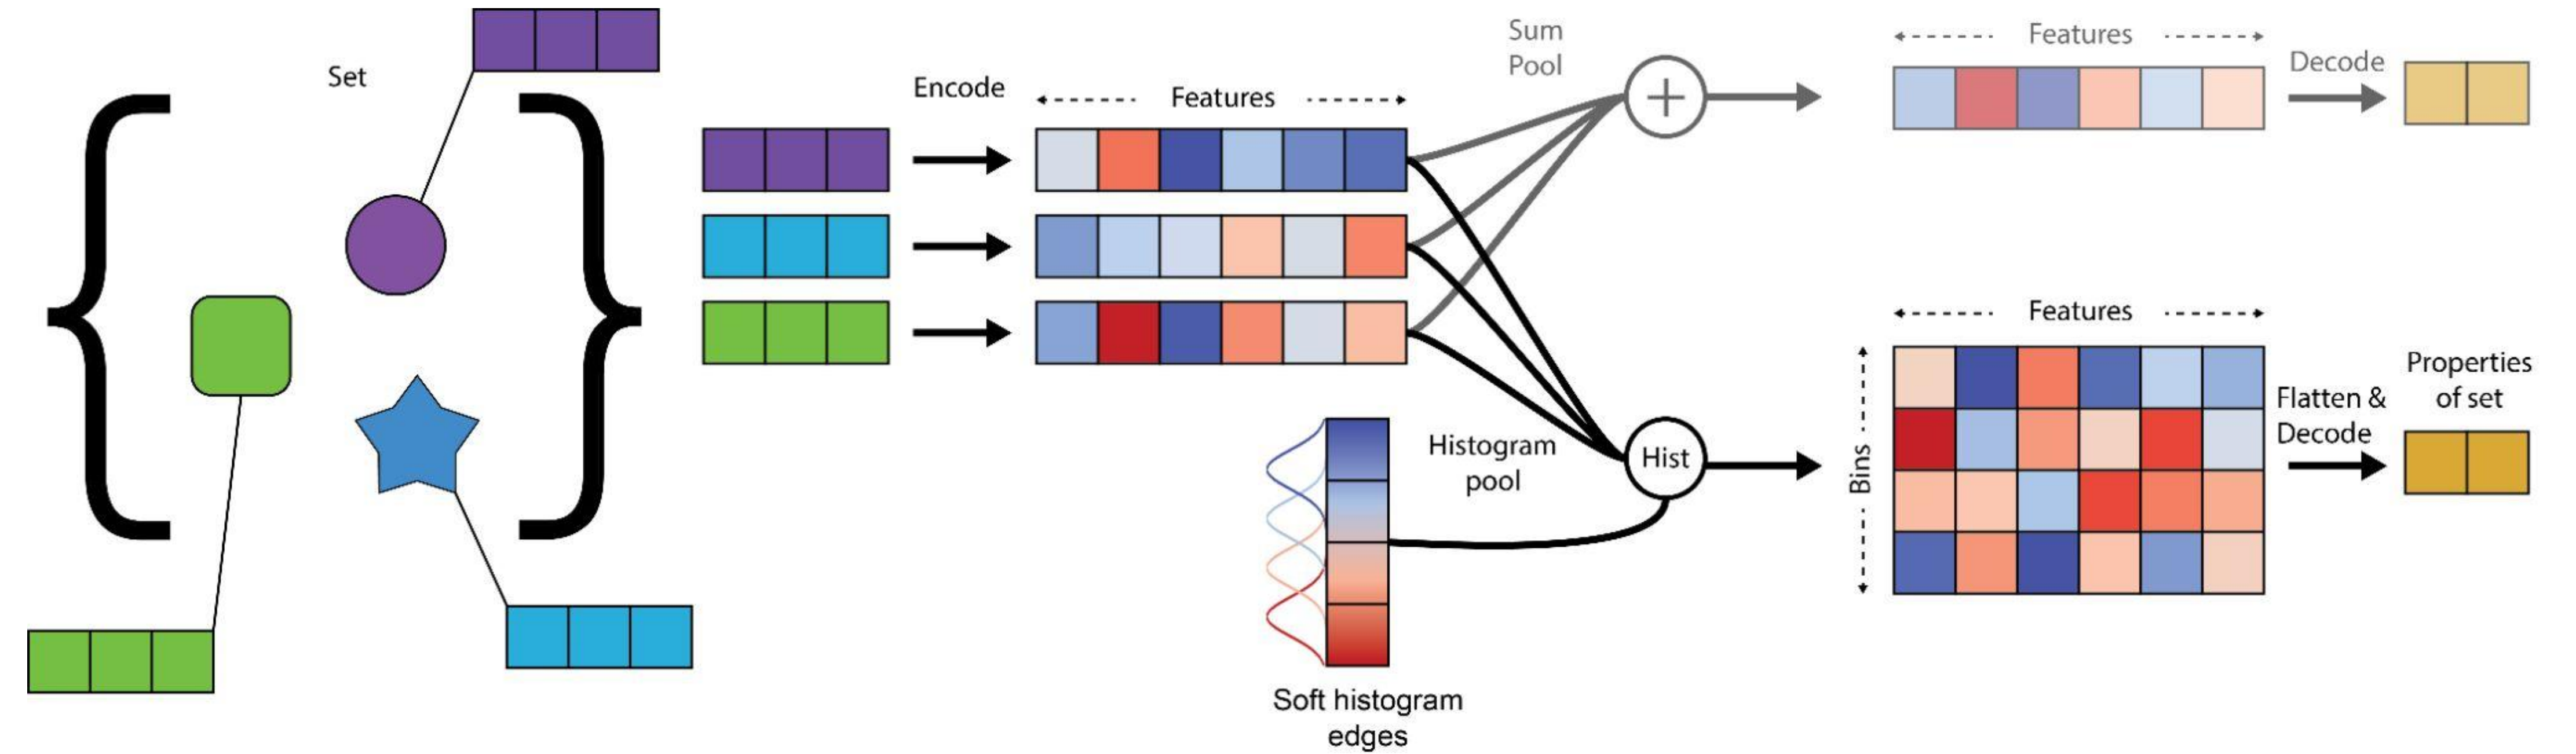 Set
Encode
Features
Sum
Pool
+
Features
Decode
Histogram
pool
Hist
Soft histogram
edges
Features
Bins
Flatten &
Decode
Properties
of set